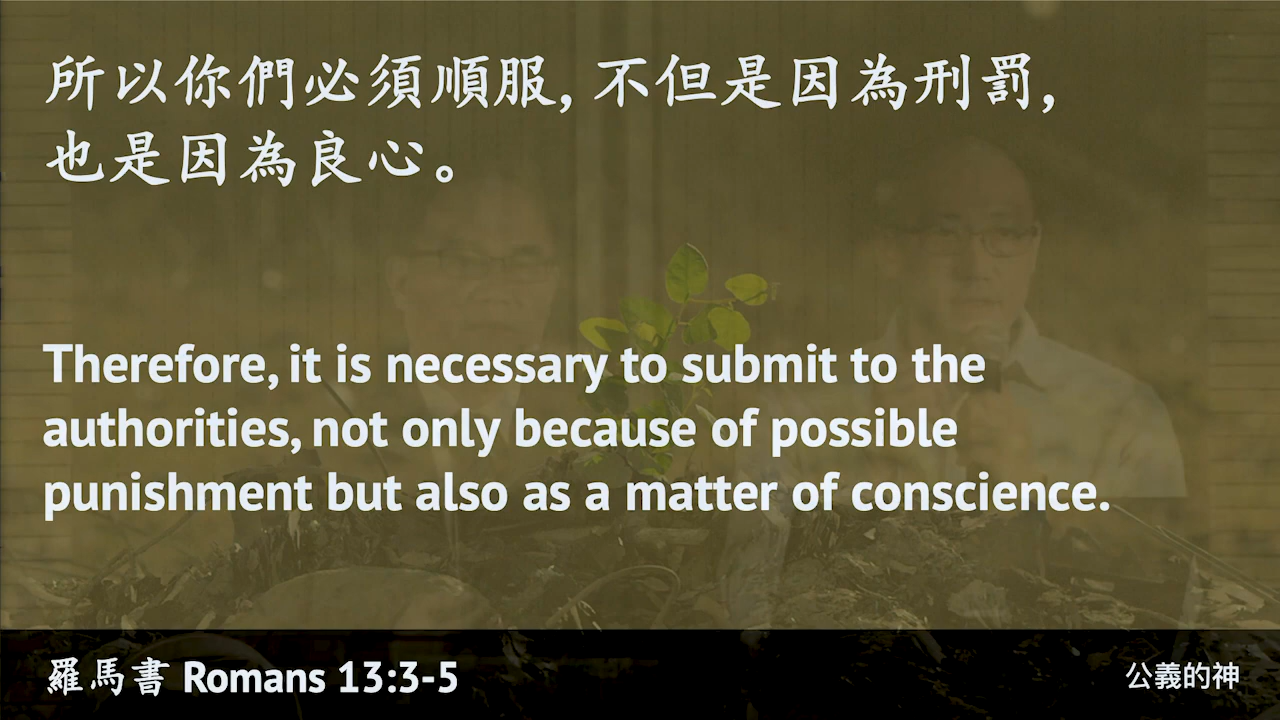 所以你們必須順服, 不但是因為刑罰,
也是因為良心。
Therefore, it is necessary to submit to the
authorities, not only because of possible
punishment but also as a matter of conscience.
羅馬書 Romans 13:3-5
公義的神